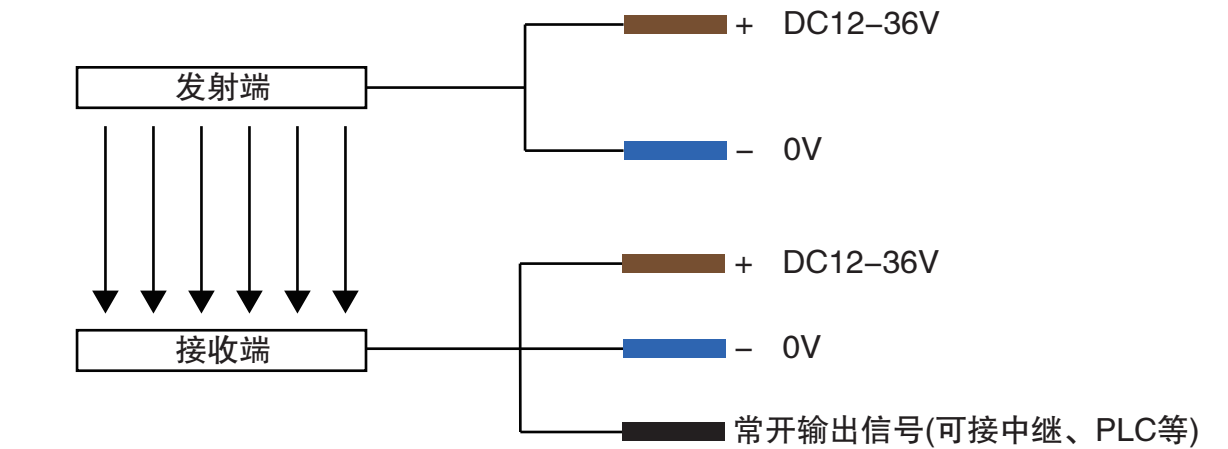 + DC12-36V
发射端
- 0V
+ DC12-36V
接收端
- 0V
常开输出信号(可接中继、PLC等)